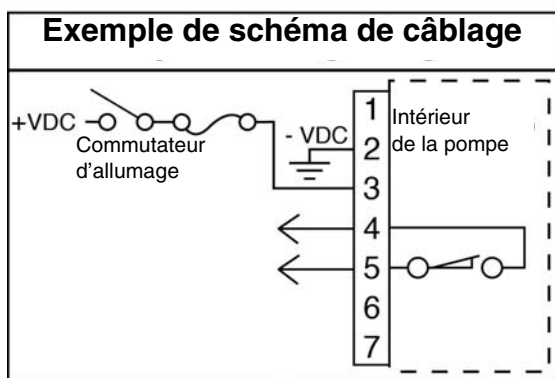 Exemple de schéma de câblage
+VDC
Commutateur
d'allumage
- VDC
1
2
3
4
5
6
7
Intérieur
de la pompe